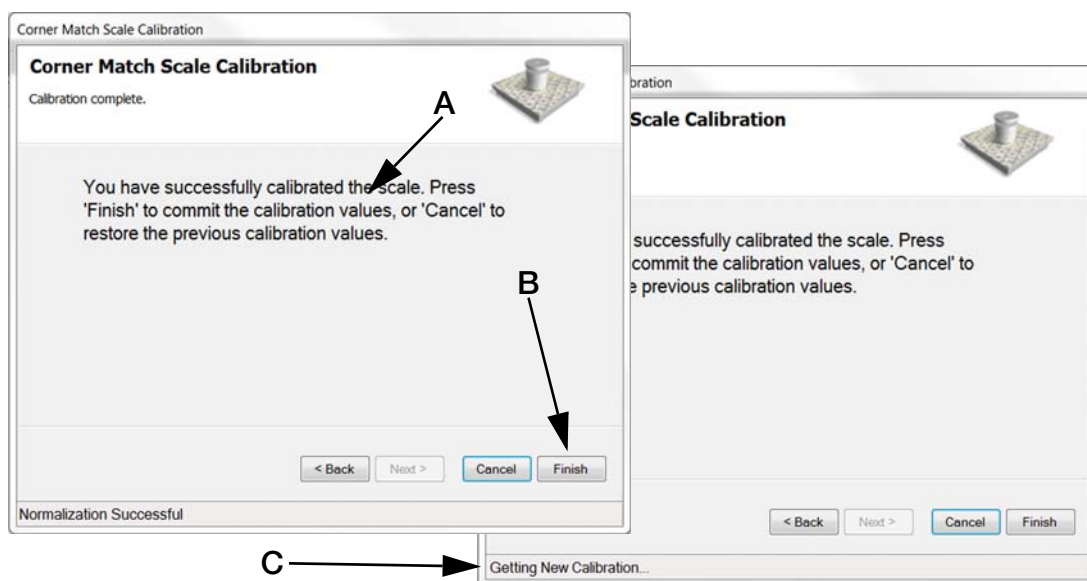 Corner Match Scale Calibration
Corner Match Scale Calibration
Calibration complete.
A
You have successfully calibrated the scale. Press
'Finish' to commit the calibration values, or 'Cancel' to
restore the previous calibration values.
B
< Back Next > Cancel Finish
Normalization Successful
bration
Scale Calibration
successfully calibrated the scale. Press
commit the calibration values, or 'Cancel' to
e previous calibration values.
< Back Next > Cancel Finish
C
Getting New Calibration...